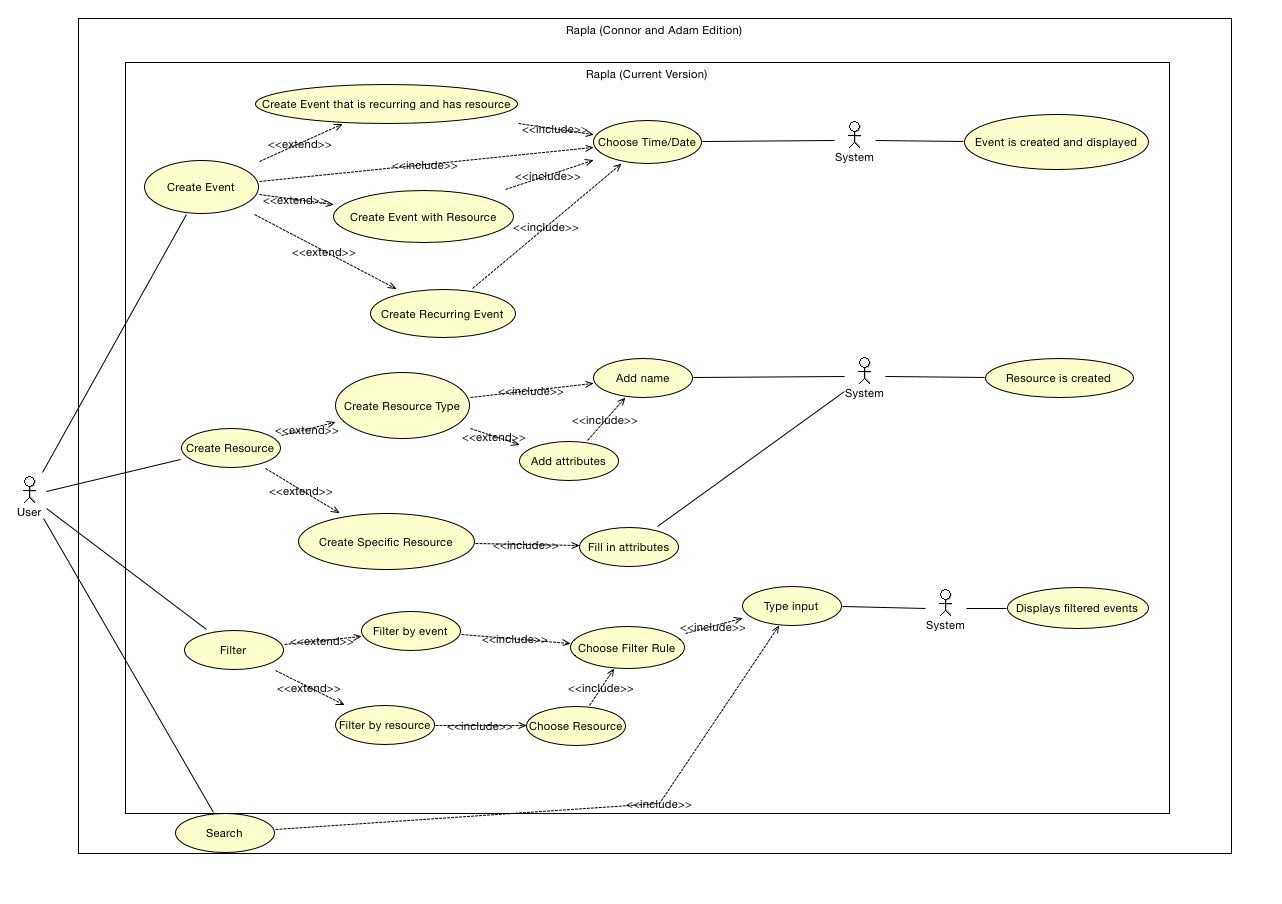 Rapla (Connor and Adam Edition)
Rapla (Current Version)
Create Event that is recurring and has resource
<<include>>
Choose Time/Date
System
Event is created and displayed
<<extend>>
<<include>>
<<include>>
Create Event
<<extend>>
Create Event with Resource
<<include>>
<<extend>>
Create Recurring Event
Create Resource Type
<<include>>
Add name
System
Resource is created
<<include>>
<<extend>>
<<extend>>
Create Resource
Add attributes
<<extend>>
User
Create Specific Resource
<<include>>
Fill in attributes
Type input
System
Displays filtered events
Filter by event
<<include>>
<<include>>
Filter
<<extend>>
Choose Filter Rule
<<extend>>
<<include>>
Filter by resource
<<include>>
Choose Resource
<<include>>
Search